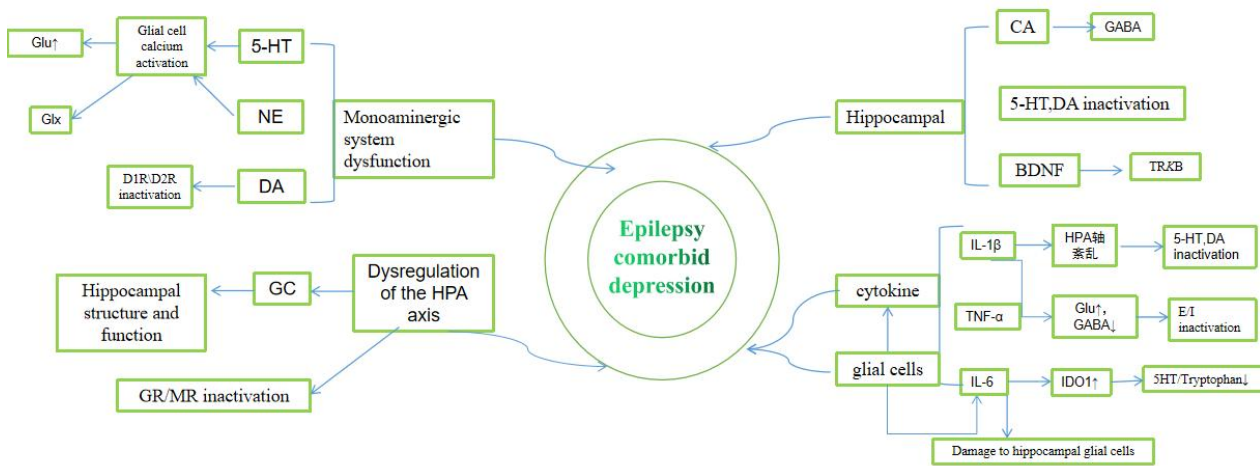 Glu↑
Glial cell
calcium
activation
5-HT
Glx
NE
Monoaminergic
system
dysfunction
D1R\D2R
inactivation
DA
Hippocampal
structure and
function
GC
Dysregulation
of the HPA
axis
GR/MR inactivation
Epilepsy
comorbid
depression
Hippocampal
CA
GABA
5-HT,DA inactivation
BDNF
TRKB
cytokine
glial cells
IL-1β
HPA轴
紊乱
5-HT,DA
inactivation
TNF-α
Glu↑,
GABA↓
E/I
inactivation
IL-6
IDO1↑
5HT/Tryptophan↓
Damage to hippocampal glial cells